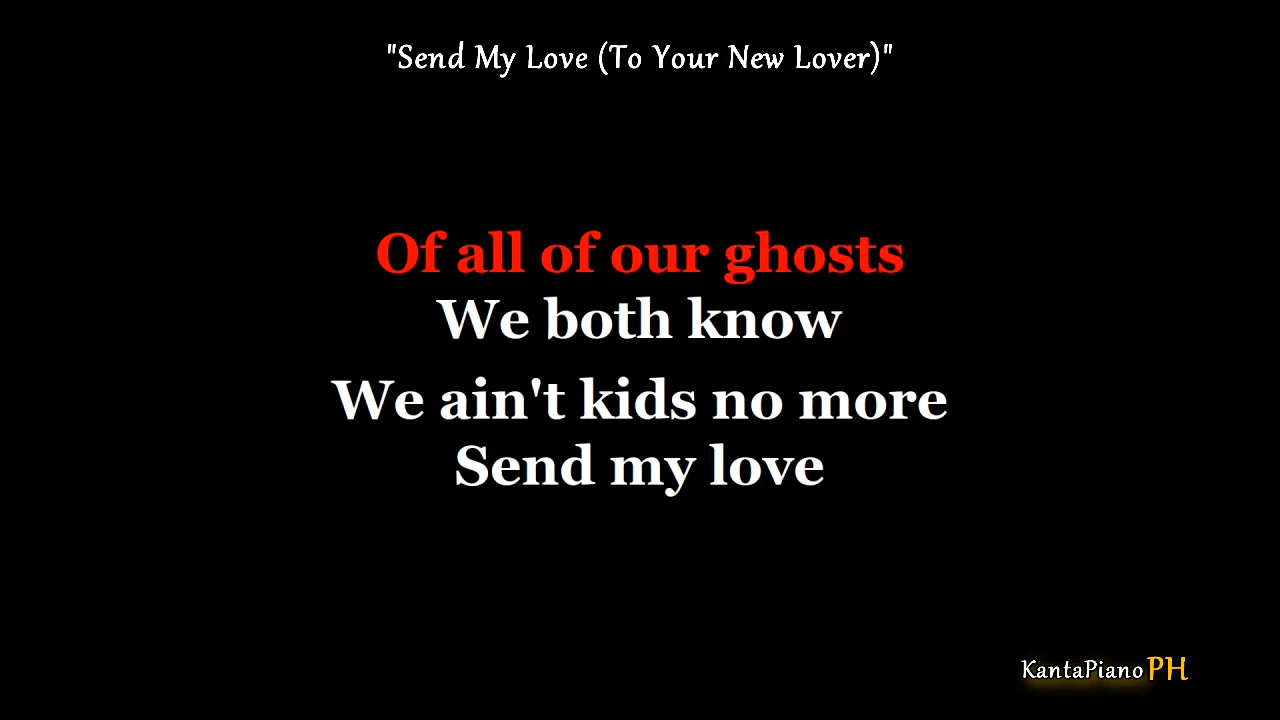 "Send My Love (To Your New Lover)"
Of all of our ghosts
We both know
We ain't kids no more
Send my love
KantaPiano PH